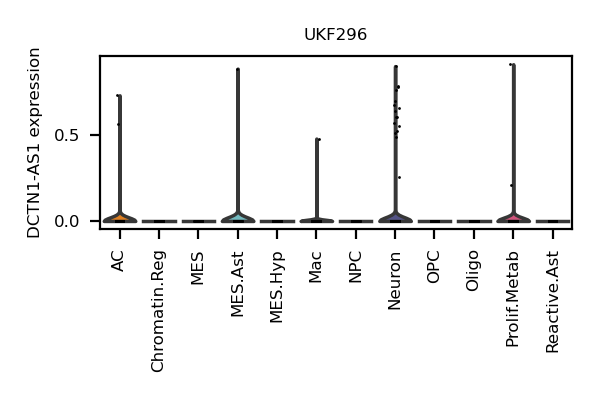 UKF296
DCTN1-AS1 expression
0.5
0.0
AC
Chromatin.Reg
MES
MES.Ast
MES.Hyp
Mac
NPC
Neuron
OPC
Oligo
Prolif.Metab
Reactive.Ast